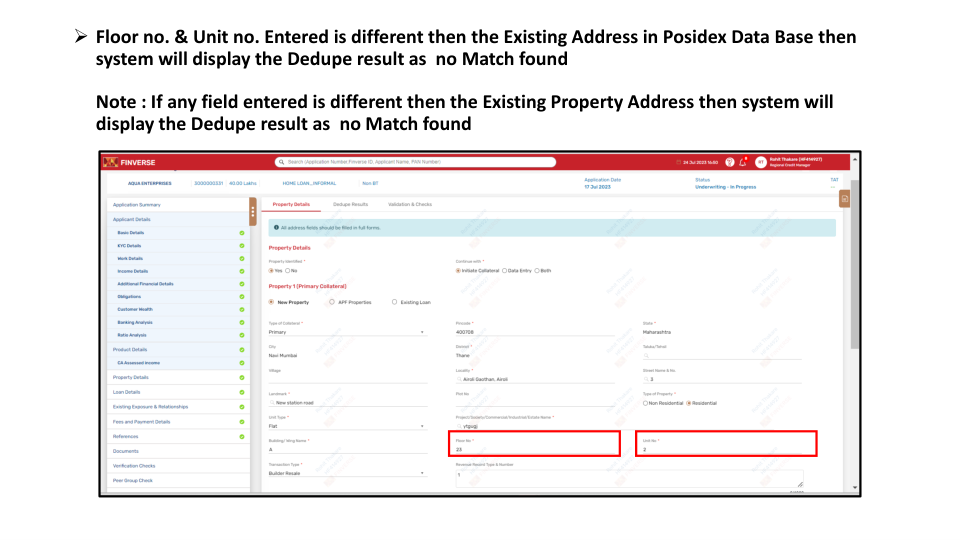 ➢ Floor no. & Unit no. Entered is different then the Existing Address in Posidex Data Base then
system will display the Dedupe result as no Match found
Note : If any field entered is different then the Existing Property Address then system will
display the Dedupe result as no Match found
FINVERSE
Search (Application Number, Finverse ID, Applicant Name, PAN Number)
24 Jul 2023 16:50
RT
Rohit Thakare (HF414927)
Regional Credit Manager
AQUA ENTERPRISES
3000000331
40.00 Lakhs
HOME LOAN...INFORMAL
Non BT
Application Date
17 Jul 2023
Status
Underwriting - In Progress
TAT
--
Application Summary
Applicant Details
Basic Details
KYC Details
Work Details
Income Details
Additional Financial Details
Obligations
Customer Wealth
Banking Analysis
Ratio Analysis
Product Details
CA Assessed Income
Property Details
Loan Details
Existing Exposure & Relationships
Fees and Payment Details
References
Documents
Verification Checks
Peer Group Check
Property Details
Dedupe Results
Validation & Checks
All address fields should be filled in full forms.
Property Details
Property Identified *
Yes No
Continue with *
Initiate Collateral Data Entry Both
Property 1 (Primary Collateral)
New Property APF Properties Existing Loan
Type of Collateral *
Primary
Pincode *
400708
State *
Maharashtra
City
Navi Mumbai
District *
Thane
Taluka/Tehsil
Village
Locality *
Airoli Gaothan, Airoli
Street Name & No.
3
Landmark *
New station road
Plot No
Type of Property *
Non Residential Residential
Unit Type *
Flat
Project/Society/Commercial/Industrial/Estate Name *
Building/ Wing Name *
A
Floor No *
23
Unit No *
2
Transaction Type *
Builder Resale
Revenue Record Type & Number
1